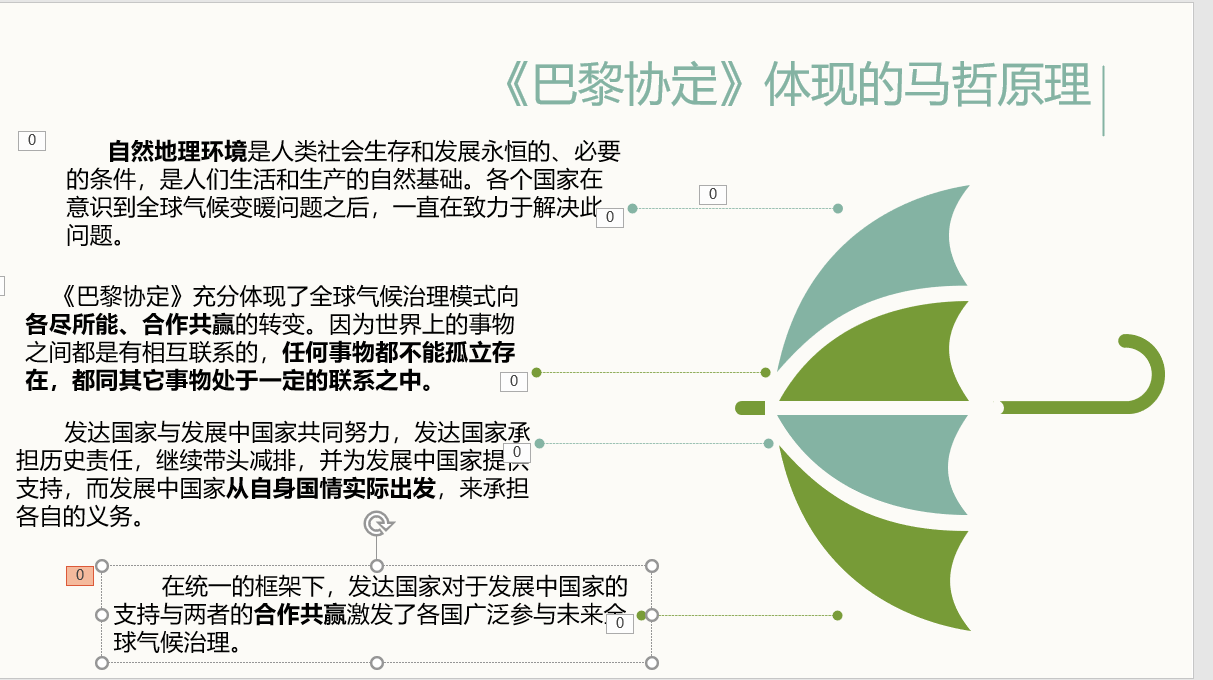 《巴黎协定》体现的马哲原理
0
自然地理环境是人类社会生存和发展永恒的、必要
的条件，是人们生活和生产的自然基础。各个国家在
意识到全球气候变暖问题之后，一直在致力于解决此
问题。
0
0
《巴黎协定》充分体现了全球气候治理模式向
各尽所能、合作共赢的转变。因为世界上的事物
之间都是有相互联系的，任何事物都不能孤立存
在，都同其它事物处于一定的联系之中。
0
发达国家与发展中国家共同努力，发达国家承
担历史责任，继续带头减排，并为发展中国家提供
支持，而发展中国家从自身国情实际出发，来承担
各自的义务。
0
0
在统一的框架下，发达国家对于发展中国家的
支持与两者的合作共赢激发了各国广泛参与未来全
球气候治理。
0